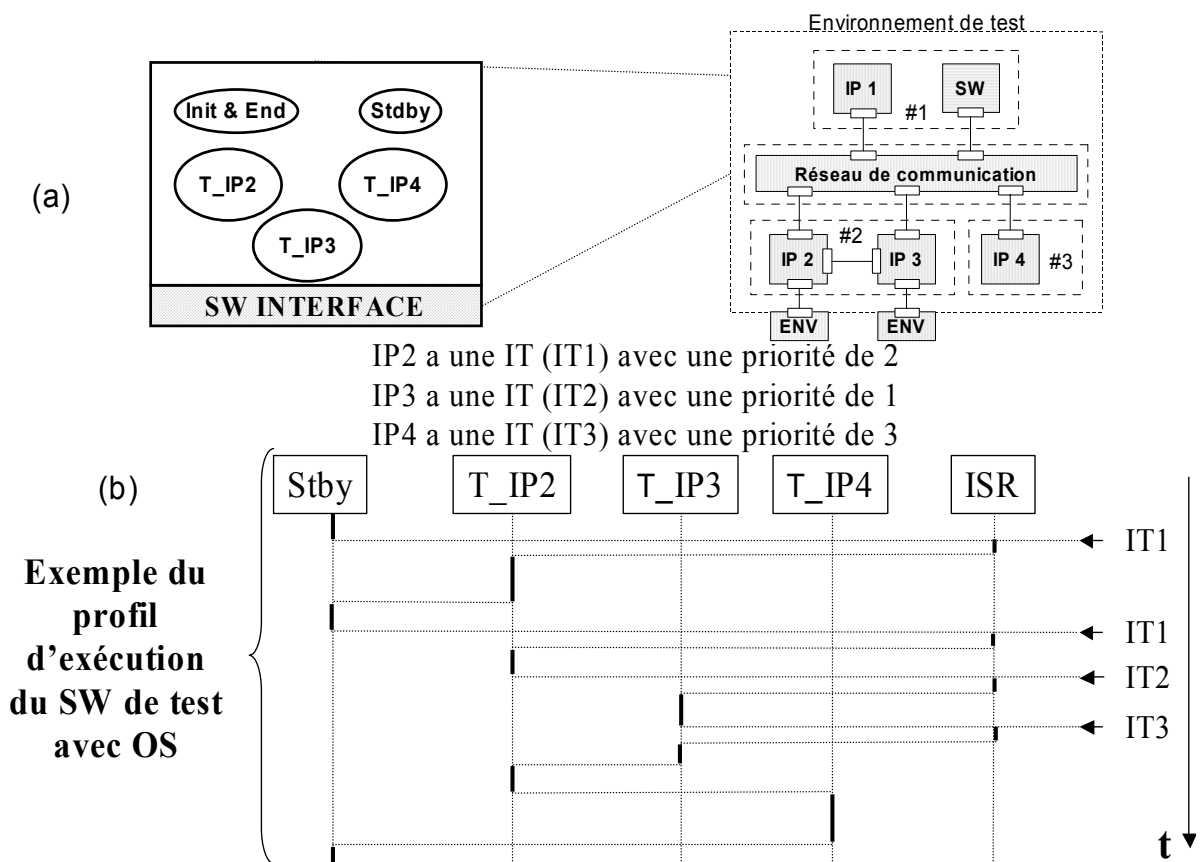 Environnement de test
(a)
Init & End
Stdby
T_IP2
T_IP4
T_IP3
SW INTERFACE
IP 1
SW
#1
Réseau de communication
#2
IP 2
IP 3
IP 4
#3
ENV
ENV
IP2 a une IT (IT1) avec une priorité de 2
IP3 a une IT (IT2) avec une priorité de 1
IP4 a une IT (IT3) avec une priorité de 3
(b)
Stby
T_IP2
T_IP3
T_IP4
ISR
Exemple du
profil
d'exécution
du SW de test
avec OS
IT1
IT1
IT2
IT3
t